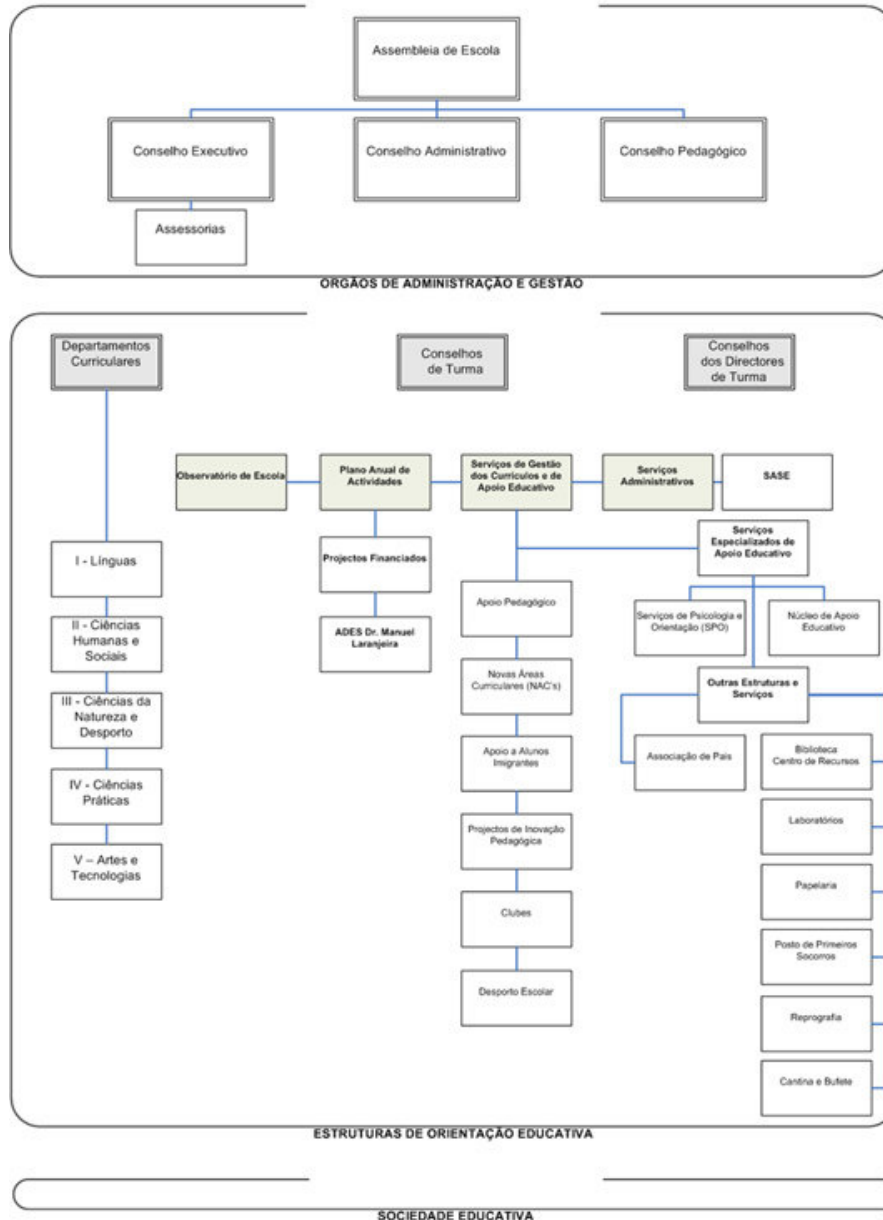 Assembleia de Escola
Conselho Executivo
Conselho Administrativo
Conselho Pedagógico
Assessorias
ORGÃOS DE ADMINISTRAÇÃO E GESTÃO
Departamentos
Curriculares
Conselhos
de Turma
Conselhos
dos Directores
de Turma
Observatório de Escola
Plano Anual de
Actividades
Serviços de Gestão
dos Currículos e de
Apoio Educativo
Serviços
Administrativos
SASE
Serviços
Especializados de
Apoio Educativo
I - Línguas
Projectos Financiados
Apoio Pedagógico
Serviços de Psicologia e
Orientação (SPO)
Núcleo de Apoio
Educativo
II - Ciências
Humanas e
Sociais
ADES Dr. Manuel
Laranjeira
Novas Áreas
Curriculares (NAC's)
Outras Estruturas e
Serviços
III - Ciências da
Natureza e
Desporto
Apoio a Alunos
Imigrantes
Associação de Pais
Biblioteca
Centro de Recursos
IV - Ciências
Práticas
Projectos de Inovação
Pedagógica
Laboratórios
V – Artes e
Tecnologias
Clubes
Papelaria
Posto de Primeiros
Socorros
Desporto Escolar
Reprografia
Cantina e Bufete
ESTRUTURAS DE ORIENTAÇÃO EDUCATIVA
SOCIEDADE EDUCATIVA